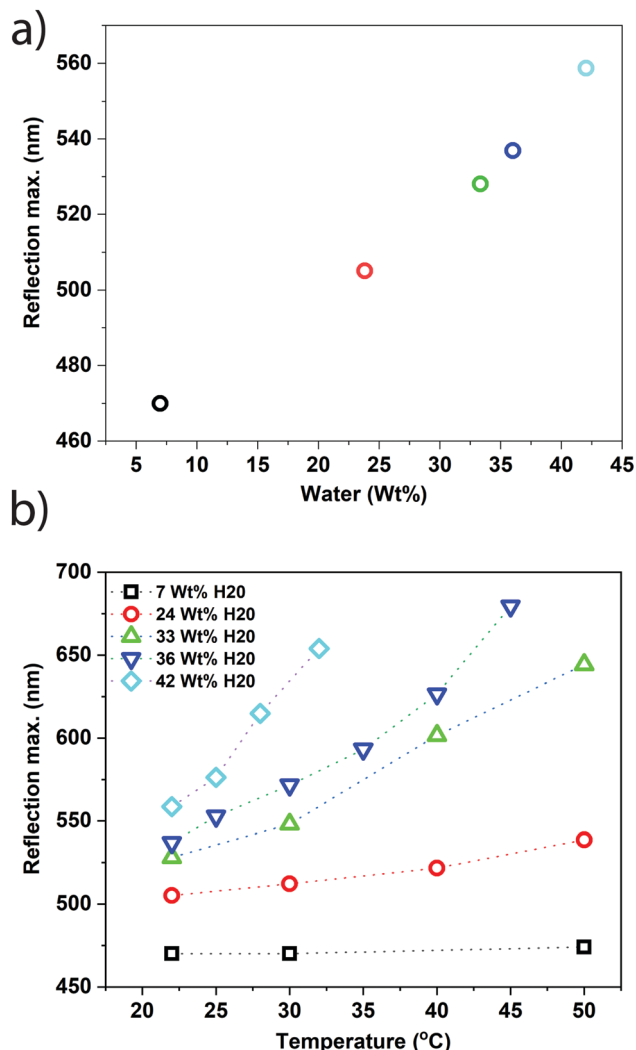 a)
560
540
520
500
480
460
Reflection max. (nm)
5 10 15 20 25 30 35 40 45
Water (Wt%)
b)
700
650
600
550
500
450
Reflection max. (nm)
7 Wt% H20
24 Wt% H20
33 Wt% H20
36 Wt% H20
42 Wt% H20
20 25 30 35 40 45 50
Temperature (°C)